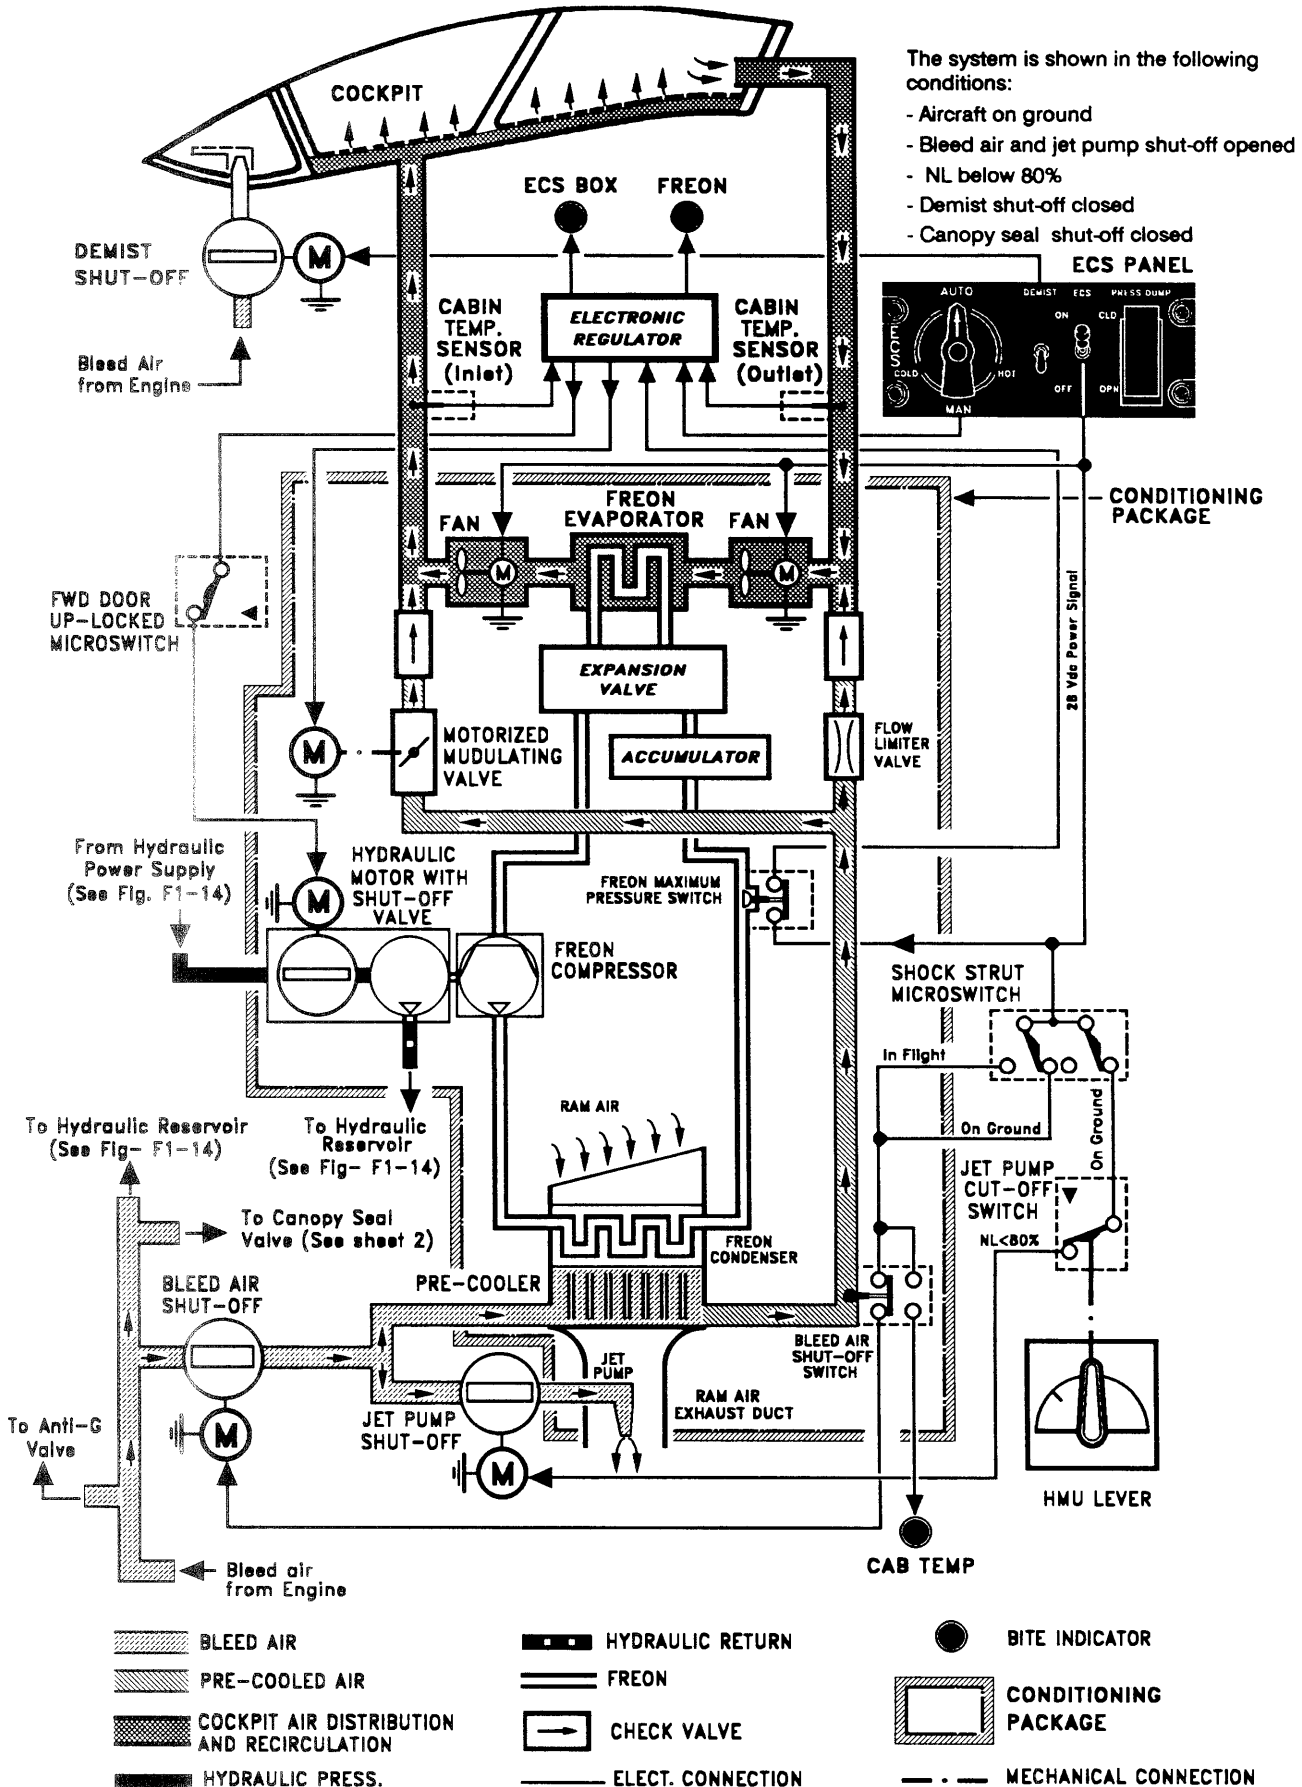 The system is shown in the following
conditions:
- Aircraft on ground
- Bleed air and jet pump shut-off opened
- NL below 80%
- Demist shut-off closed
- Canopy seal shut-off closed
COCKPIT
ECS BOX
FREON
DEMIST
SHUT-OFF
M
ECS PANEL
AUTO
DEMIST
ECS
PRESS DUMP
ON
CLD
ECS
COLD
HOT
OFF
OPN
MAN
CABIN
TEMP.
SENSOR
(Inlet)
ELECTRONIC
REGULATOR
CABIN
TEMP.
SENSOR
(Outlet)
Bleed Air
from Engine
CONDITIONING
PACKAGE
FAN
FREON
EVAPORATOR
FAN
M
M
FWD DOOR
UP-LOCKED
MICROSWITCH
28 Vdc Power Signal
EXPANSION
VALVE
M
MOTORIZED
MUDULATING
VALVE
ACCUMULATOR
FLOW
LIMITER
VALVE
From Hydraulic
Power Supply
(See Fig. F1-14)
HYDRAULIC
MOTOR WITH
SHUT-OFF
VALVE
M
FREON MAXIMUM
PRESSURE SWITCH
FREON
COMPRESSOR
SHOCK STRUT
MICROSWITCH
In Flight
On Ground
On Ground
RAM AIR
To Hydraulic Reservoir
(See Fig- F1-14)
To Hydraulic
Reservoir
(See Fig- F1-14)
JET PUMP
CUT-OFF
SWITCH
NL<80%
To Canopy Seal
Valve (See sheet 2)
FREON
CONDENSER
BLEED AIR
SHUT-OFF
PRE-COOLER
BLEED AIR
SHUT-OFF
SWITCH
JET
PUMP
RAM AIR
EXHAUST DUCT
To Anti-G
Valve
M
JET PUMP
SHUT-OFF
M
HMU LEVER
CAB TEMP
Bleed air
from Engine
BLEED AIR
HYDRAULIC RETURN
BITE INDICATOR
PRE-COOLED AIR
FREON
COCKPIT AIR DISTRIBUTION
AND RECIRCULATION
CHECK VALVE
CONDITIONING
PACKAGE
HYDRAULIC PRESS.
ELECT. CONNECTION
MECHANICAL CONNECTION